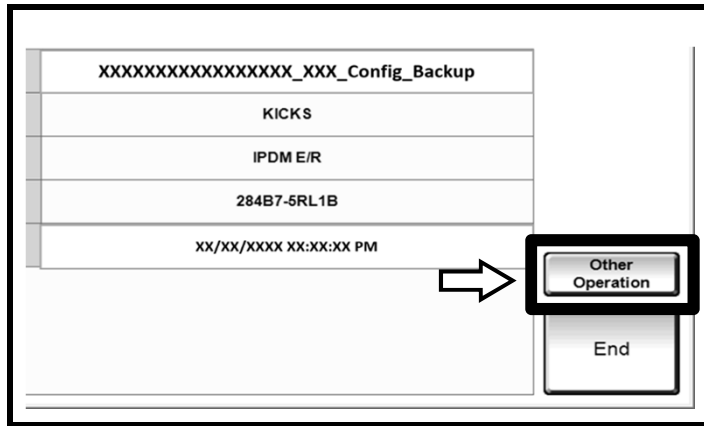 XXXXXXXXXXXXXXXXX_XXX_Config_Backup
KICKS
IPDM E/R
284B7-5RL1B
XX/XX/XXXX XX:XX:XX PM
Other
Operation
End